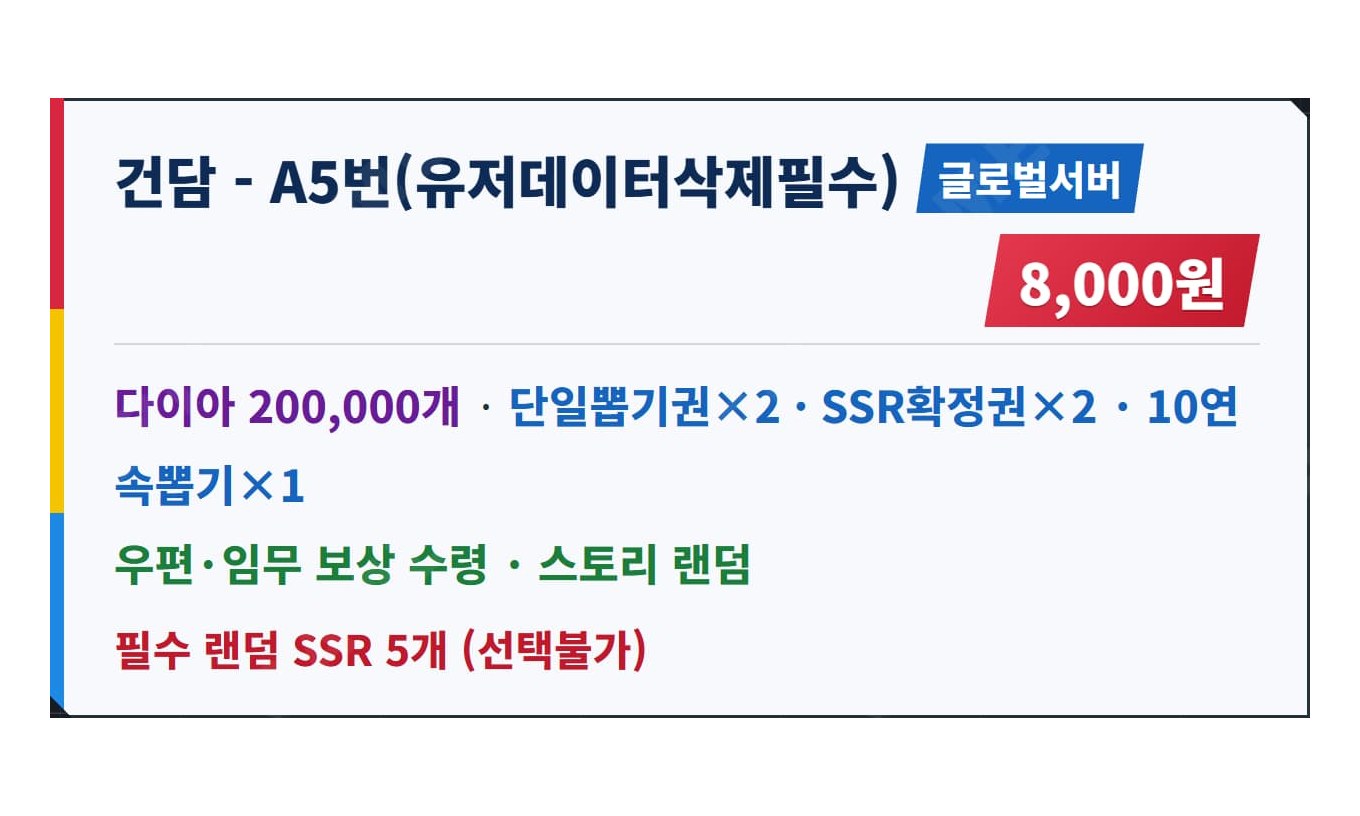 건담 - A5번(유저데이터삭제필수) 글로벌서버
8,000원
다이아 200,000개 · 단일뽑기권×2 · SSR확정권×2 · 10연
속뽑기×1
우편·임무 보상 수령 · 스토리 랜덤
필수 랜덤 SSR 5개 (선택불가)